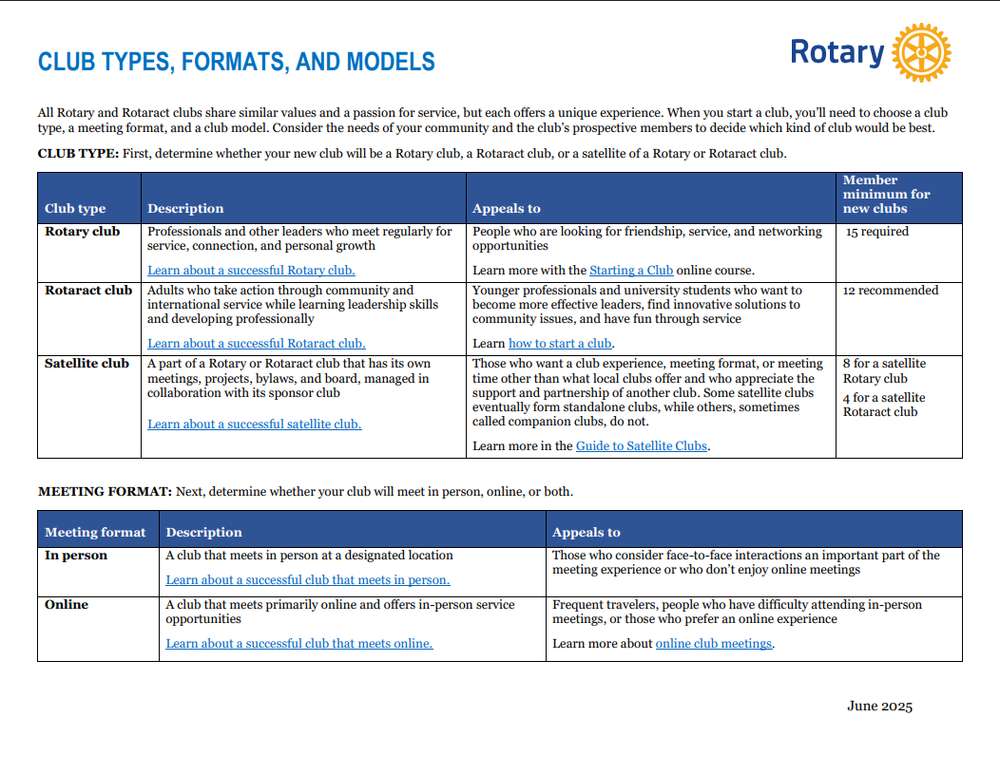 CLUB TYPES, FORMATS, AND MODELS
Rotary
All Rotary and Rotaract clubs share similar values and a passion for service, but each offers a unique experience. When you start a club, you'll need to choose a club
type, a meeting format, and a club model. Consider the needs of your community and the club's prospective members to decide which kind of club would be best.
CLUB TYPE: First, determine whether your new club will be a Rotary club, a Rotaract club, or a satellite of a Rotary or Rotaract club.
Club type
Description
Appeals to
Member
minimum for
new clubs
Rotary club
Professionals and other leaders who meet regularly for
service, connection, and personal growth
Learn about a successful Rotary club.
People who are looking for friendship, service, and networking
opportunities
Learn more with the Starting a Club online course.
15 required
Rotaract club
Adults who take action through community and
international service while learning leadership skills
and developing professionally
Learn about a successful Rotaract club.
Younger professionals and university students who want to
become more effective leaders, find innovative solutions to
community issues, and have fun through service
Learn how to start a club.
12 recommended
Satellite club
A part of a Rotary or Rotaract club that has its own
meetings, projects, bylaws, and board, managed in
collaboration with its sponsor club
Learn about a successful satellite club.
Those who want a club experience, meeting format, or meeting
time other than what local clubs offer and who appreciate the
support and partnership of another club. Some satellite clubs
eventually form standalone clubs, while others, sometimes
called companion clubs, do not.
Learn more in the Guide to Satellite Clubs.
8 for a satellite
Rotary club
4 for a satellite
Rotaract club
MEETING FORMAT: Next, determine whether your club will meet in person, online, or both.
Meeting format
Description
Appeals to
In person
A club that meets in person at a designated location
Learn about a successful club that meets in person.
Those who consider face-to-face interactions an important part of the
meeting experience or who don't enjoy online meetings
Online
A club that meets primarily online and offers in-person service
opportunities
Learn about a successful club that meets online.
Frequent travelers, people who have difficulty attending in-person
meetings, or those who prefer an online experience
Learn more about online club meetings.
June 2025